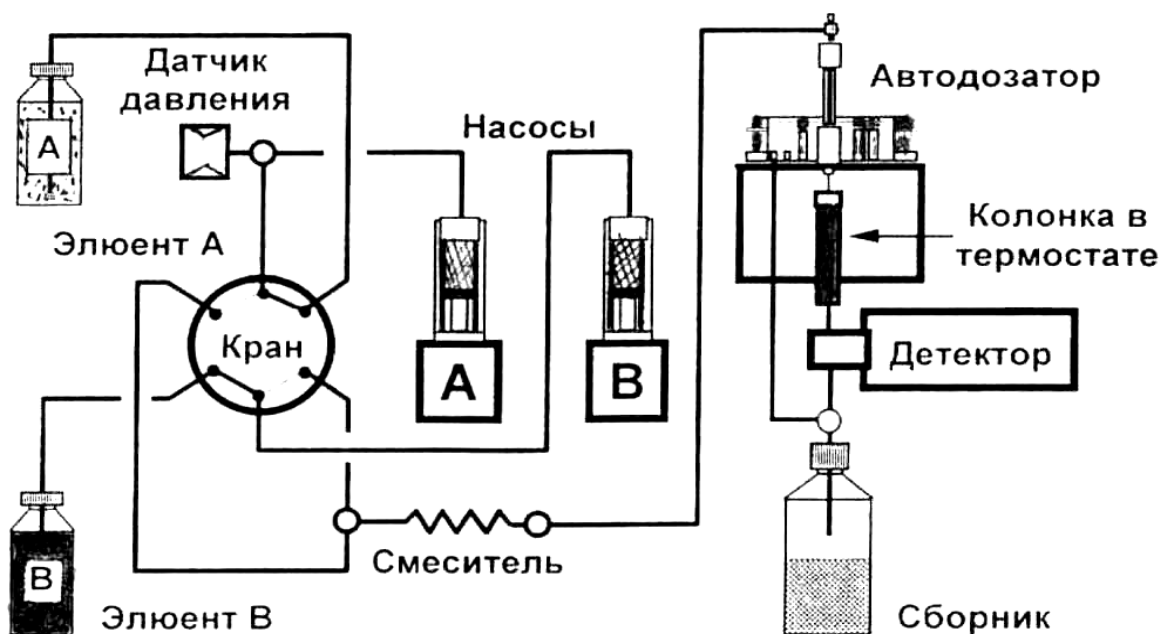 Датчик
давления
Насосы
Автодозатор
A
Элюент А
Колонка в
термостате
Кран
A
B
Детектор
B
Смеситель
Элюент В
Сборник